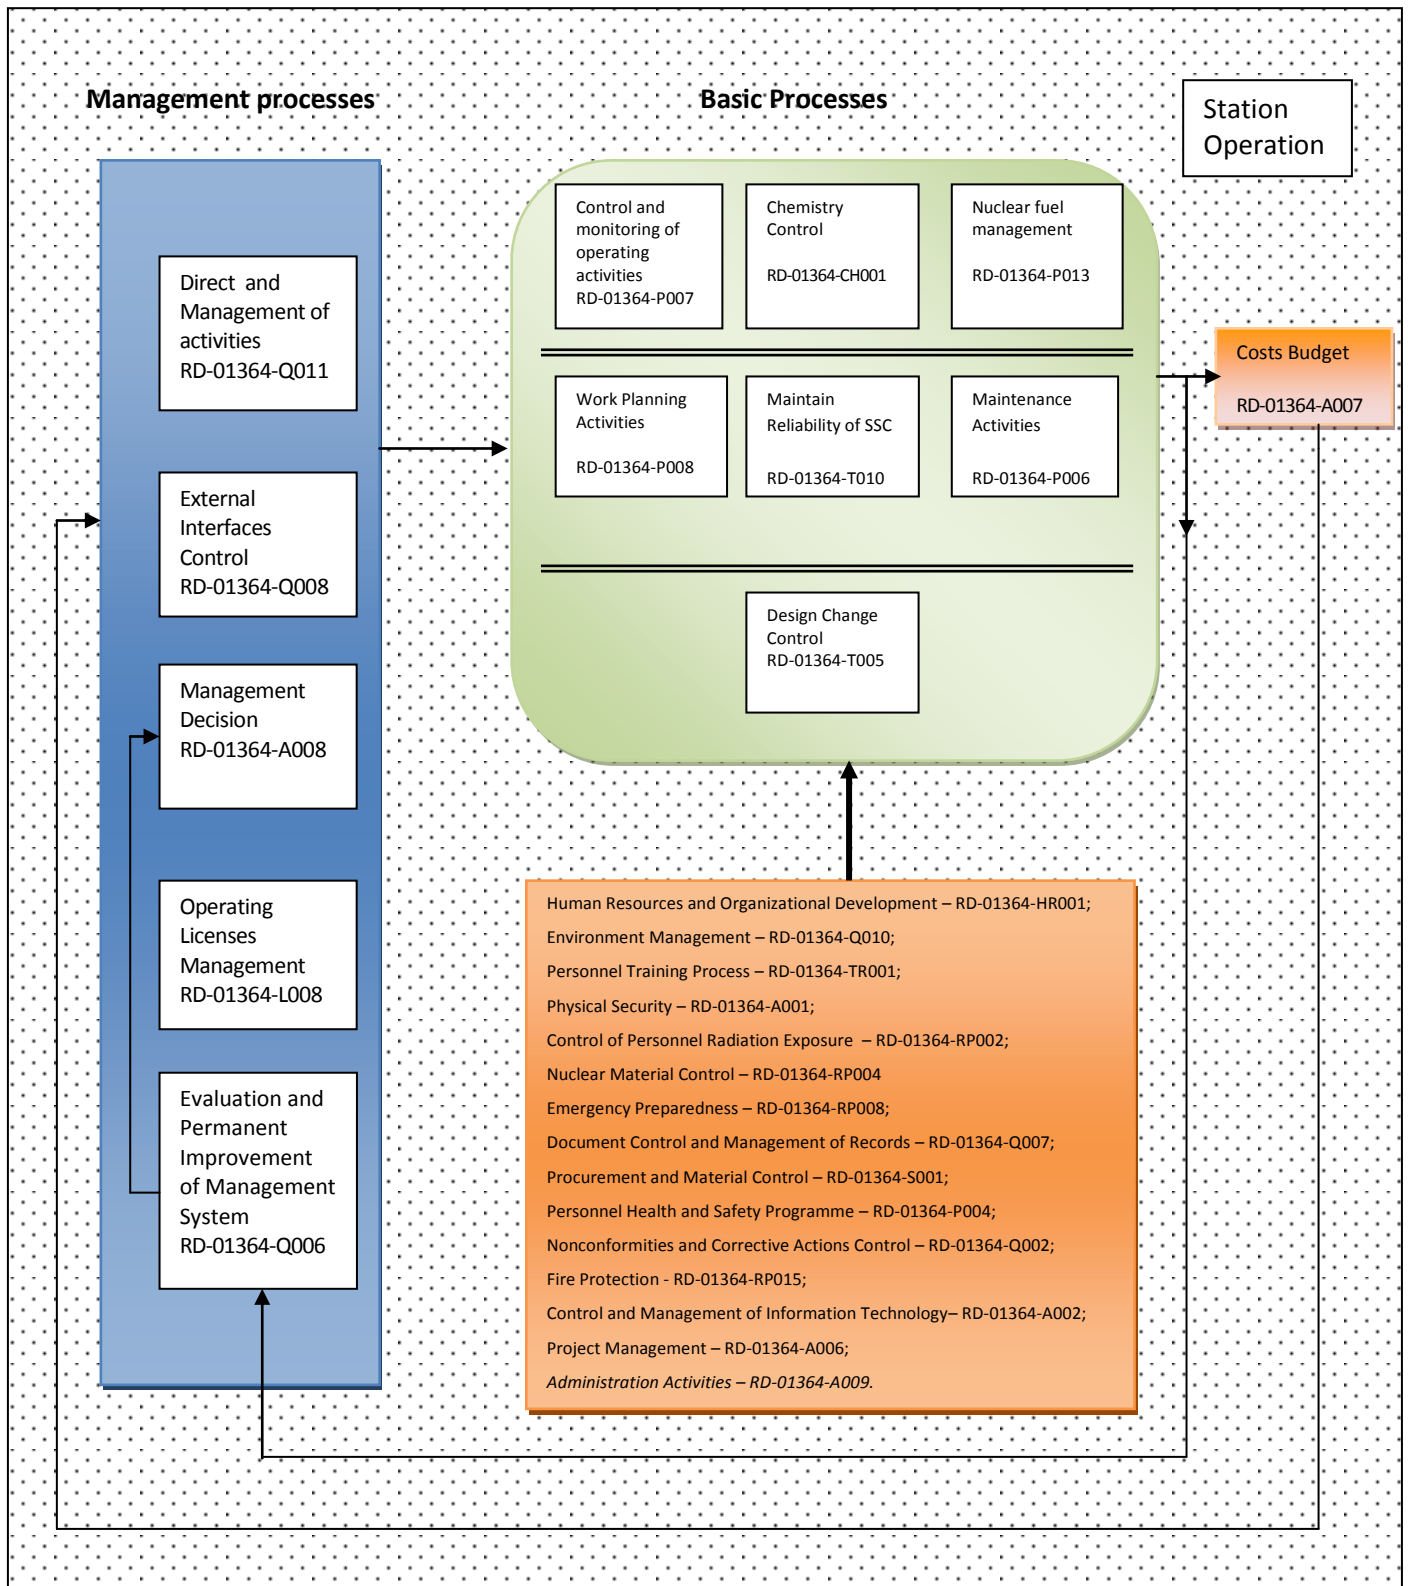 Management processes
Basic Processes
Station
Operation
Direct and
Management of
activities
RD-01364-Q011
External
Interfaces
Control
RD-01364-Q008
Management
Decision
RD-01364-A008
Operating
Licenses
Management
RD-01364-L008
Evaluation and
Permanent
Improvement
of Management
System
RD-01364-Q006
Control and
monitoring of
operating
activities
RD-01364-P007
Chemistry
Control
RD-01364-CH001
Nuclear fuel
management
RD-01364-P013
Work Planning
Activities
RD-01364-P008
Maintain
Reliability of SSC
RD-01364-T010
Maintenance
Activities
RD-01364-P006
Design Change
Control
RD-01364-T005
Costs Budget
RD-01364-A007
Human Resources and Organizational Development – RD-01364-HR001;
Environment Management – RD-01364-Q010;
Personnel Training Process – RD-01364-TR001;
Physical Security – RD-01364-A001;
Control of Personnel Radiation Exposure – RD-01364-RP002;
Nuclear Material Control – RD-01364-RP004
Emergency Preparedness – RD-01364-RP008;
Document Control and Management of Records – RD-01364-Q007;
Procurement and Material Control – RD-01364-S001;
Personnel Health and Safety Programme – RD-01364-P004;
Nonconformities and Corrective Actions Control – RD-01364-Q002;
Fire Protection - RD-01364-RP015;
Control and Management of Information Technology– RD-01364-A002;
Project Management – RD-01364-A006;
Administration Activities – RD-01364-A009.